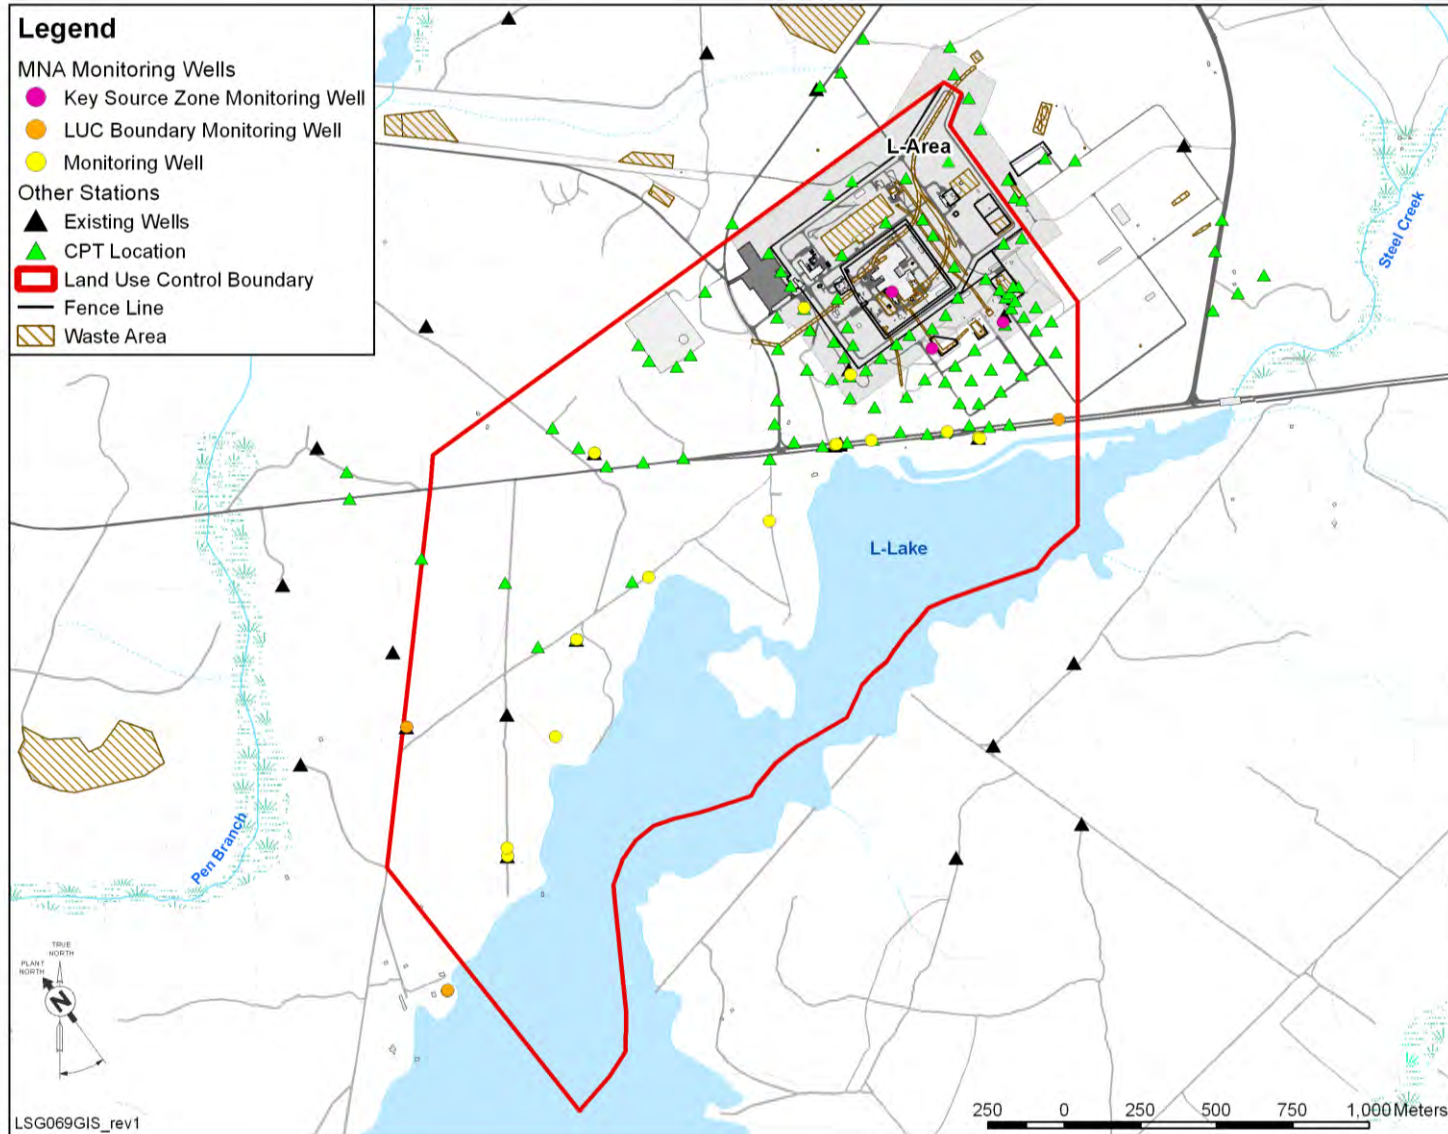 Legend
MNA Monitoring Wells
Key Source Zone Monitoring Well
LUC Boundary Monitoring Well
Monitoring Well
Other Stations
Existing Wells
CPT Location
Land Use Control Boundary
Fence Line
Waste Area
L-Area
Steel Creek
L-Lake
Pen Branch
TRUE
NORTH
PLANT
NORTH
N
250 0 250 500 750 1,000 Meters
LSG069GIS_rev1